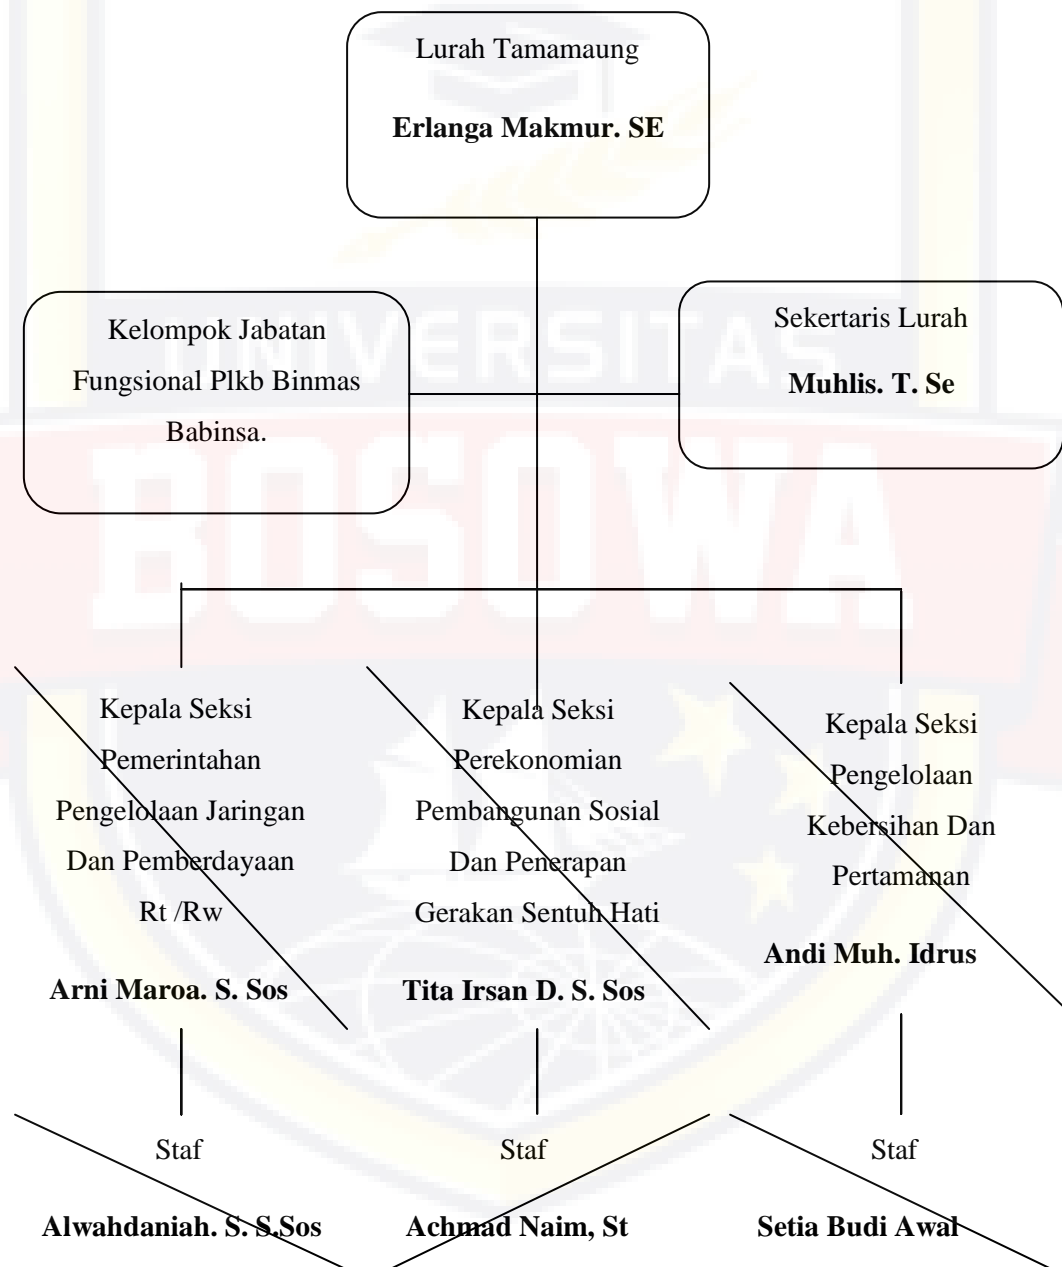 Lurah Tamamaung
Erlanga Makmur. SE
Kelompok Jabatan
Fungsional Plkb Binmas
Babinsa.
Sekertaris Lurah
Muhlis. T. Se
UNIVERSITAS
BOSOWA
Kepala Seksi
Pemerintahan
Pengelolaan Jaringan
Dan Pemberdayaan
Rt /Rw
Arni Maroa. S. Sos
Kepala Seksi
Perekonomian
Pembangunan Sosial
Dan Penerapan
Gerakan Sentuh Hati
Tita Irsan D. S. Sos
Kepala Seksi
Pengelolaan
Kebersihan Dan
Pertamanan
Andi Muh. Idrus
Staf
Alwahdaniah. S. S.Sos
Staf
Achmad Naim, St
Staf
Setia Budi Awal